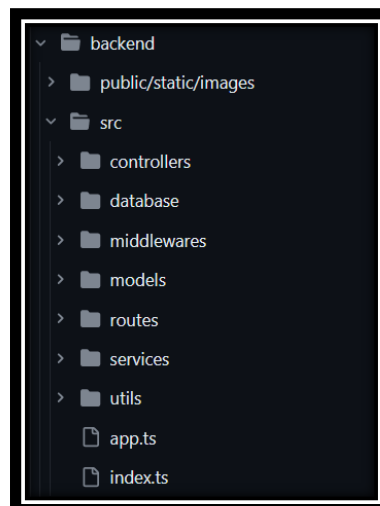 backend
public/static/images
src
controllers
database
middlewares
models
routes
services
utils
app.ts
index.ts